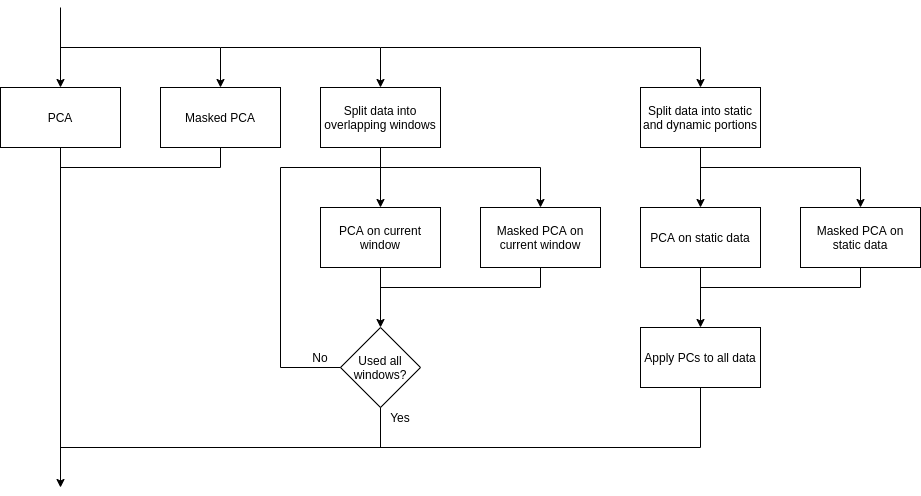 PCA
Masked PCA
Split data into
overlapping windows
Split data into static
and dynamic portions
PCA on current
window
Masked PCA on
current window
PCA on static data
Masked PCA on
static data
No
Used all
windows?
Apply PCs to all data
Yes